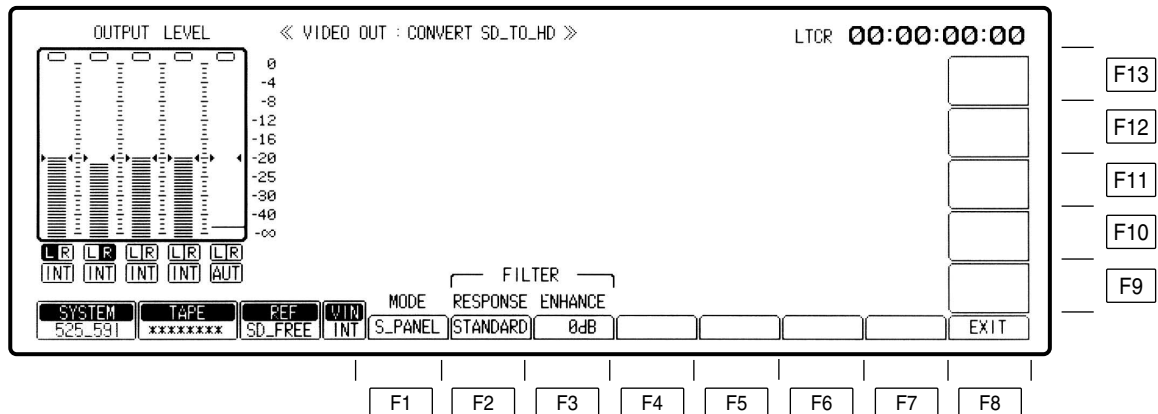 OUTPUT LEVEL
≪ VIDEO OUT : CONVERT SD_TO_HD ≫
LTCR 00:00:00:00
0
-4
-8
-12
-16
-20
-25
-30
-40
-∞
L R L R L R L R L R
INT INT INT INT AUT
FILTER
MODE RESPONSE ENHANCE
SYSTEM TAPE REF VIN
525_59I ******** SD_FREE INT S_PANEL STANDARD 0dB EXIT
F13
F12
F11
F10
F9
F1 F2 F3 F4 F5 F6 F7 F8